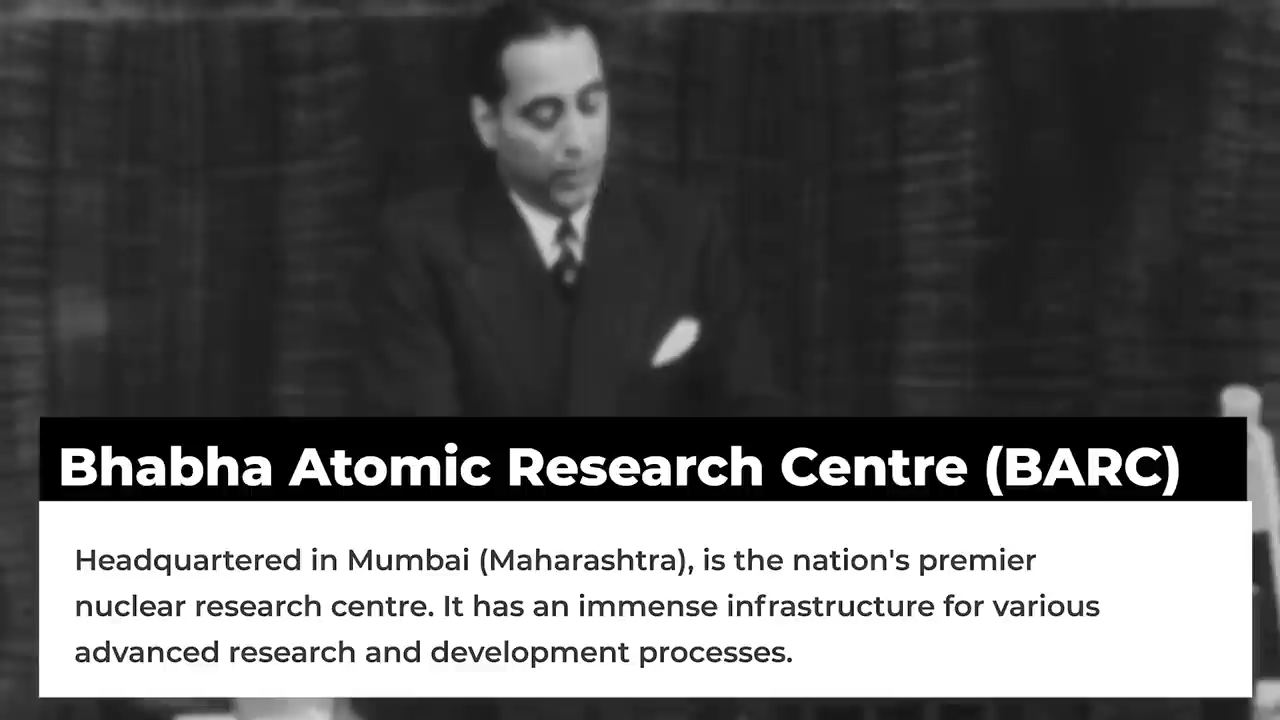 Bhabha Atomic Research Centre (BARC)
Headquartered in Mumbai (Maharashtra), is the nation's premier
nuclear research centre. It has an immense infrastructure for various
advanced research and development processes.